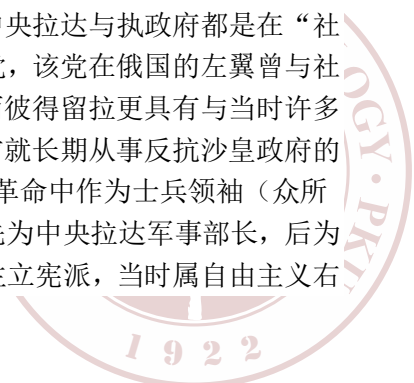 中央拉达与执政府都是在“社
党，该党在俄国的左翼曾与社
彼得留拉更具有与当时许多
就长期从事反抗沙皇政府的
革命中作为士兵领袖（众所
为中央拉达军事部长，后为
立宪派，当时属自由主义右
OGY · PKU
1922